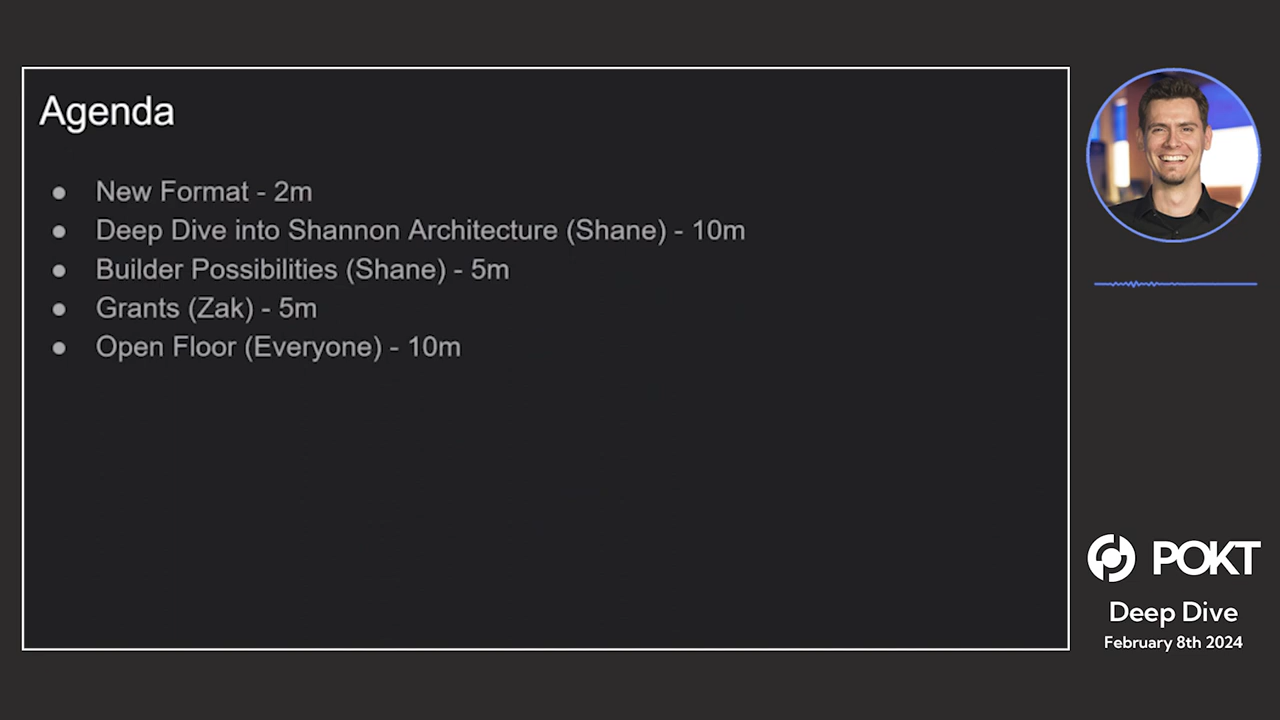 Agenda
● New Format - 2m
● Deep Dive into Shannon Architecture (Shane) - 10m
● Builder Possibilities (Shane) - 5m
● Grants (Zak) - 5m
● Open Floor (Everyone) - 10m
POKT
Deep Dive
February 8th 2024